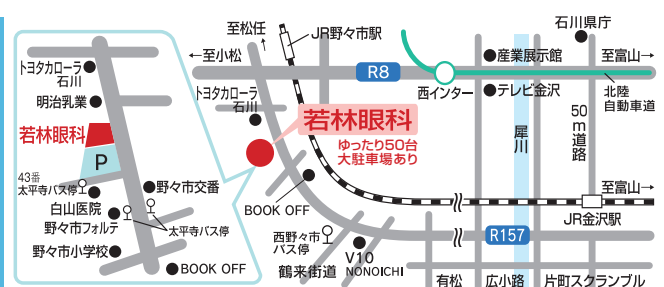 トヨタカローラ
石川
明治乳業
若林眼科
P
43番
太平寺バス停
白山医院
野々市フォルテ
野々市小学校
野々市交番
太平寺バス停
BOOK OFF
至松任
↑
←至小松
JR野々市駅
R8
トヨタカローラ
石川
若林眼科
ゆったり50台
大駐車場あり
BOOK OFF
西野々市
バス停
鶴来街道
V10
NONOICHI
石川県庁
産業展示館
至富山→
西インター
テレビ金沢
北陸
自動車道
犀川
50m道路
至富山→
JR金沢駅
R157
有松
広小路
片町スクランブル